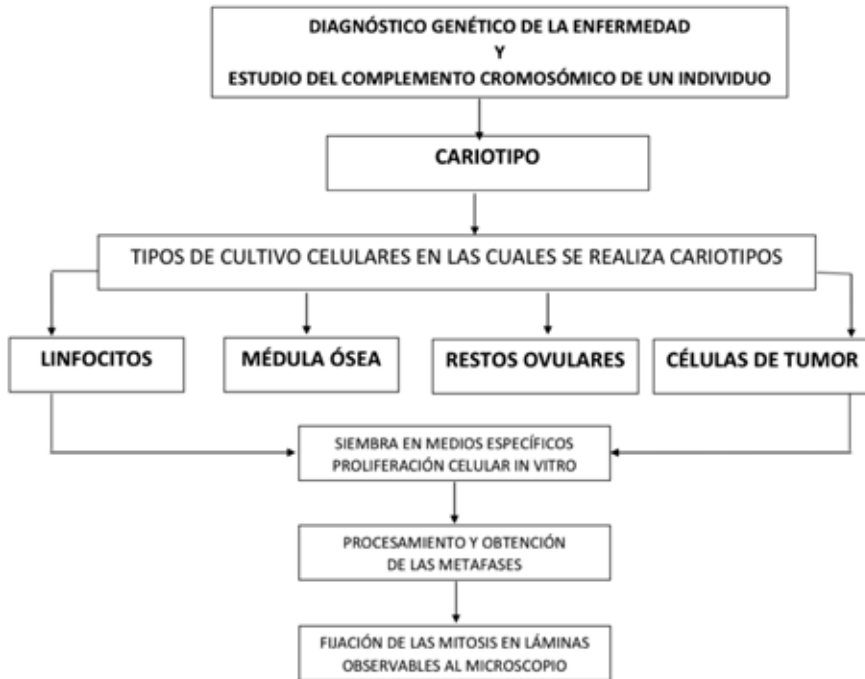 DIAGNÓSTICO GENÉTICO DE LA ENFERMEDAD
Y
ESTUDIO DEL COMPLEMENTO CROMOSÓMICO DE UN INDIVIDUO
CARIOTIPO
TIPOS DE CULTIVO CELULARES EN LAS CUALES SE REALIZA CARIOTIPOS
LINFOCITOS
MÉDULA ÓSEA
RESTOS OVULARES
CÉLULAS DE TUMOR
SIEMBRA EN MEDIOS ESPECÍFICOS
PROLIFERACIÓN CELULAR IN VITRO
PROCESAMIENTO Y OBTENCIÓN
DE LAS METAFASES
FIJACIÓN DE LAS MITOSIS EN LÁMINAS
OBSERVABLES AL MICROSCOPIO